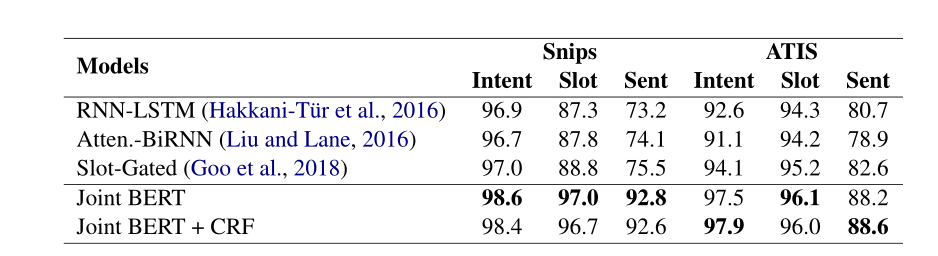 Models Snips ATIS
Intent Slot Sent Intent Slot Sent
RNN-LSTM (Hakkani-Tür et al., 2016) 96.9 87.3 73.2 92.6 94.3 80.7
Atten.-BiRNN (Liu and Lane, 2016) 96.7 87.8 74.1 91.1 94.2 78.9
Slot-Gated (Goo et al., 2018) 97.0 88.8 75.5 94.1 95.2 82.6
Joint BERT 98.6 97.0 92.8 97.5 96.1 88.2
Joint BERT + CRF 98.4 96.7 92.6 97.9 96.0 88.6